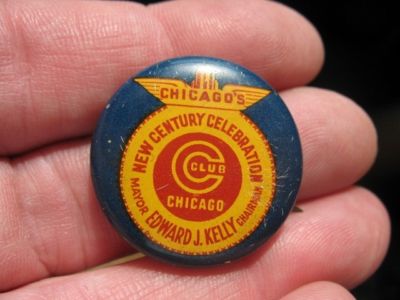 CHICAGO'S
NEW CENTURY CELEBRATION
C CLUB
CHICAGO
MAYOR EDWARD J. KELLY CHAIRMAN